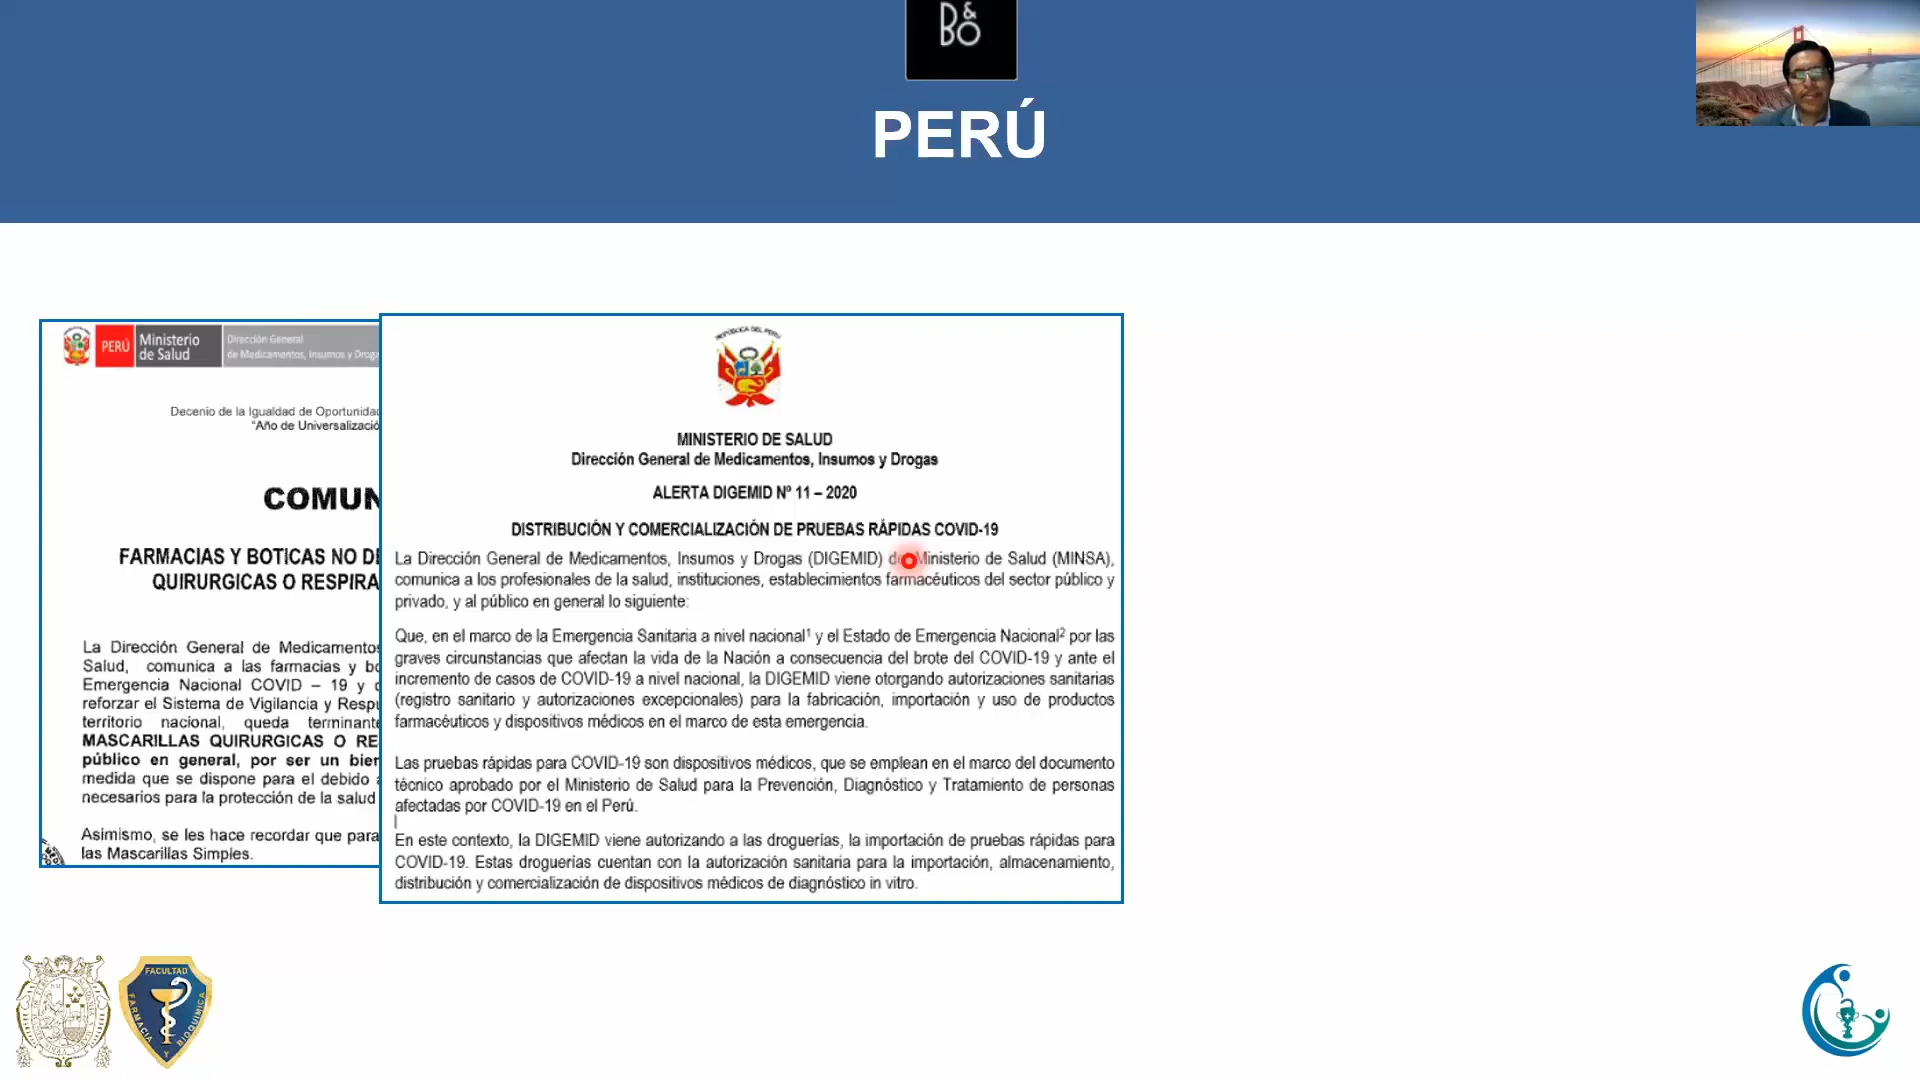 B&O
PERÚ
PERÚ
Ministerio
de Salud
Dirección General
de Medicamentos, Insumos y Droga
Decenio de la Igualdad de Oportunidad
"Año de Universalizació
COMUN
FARMACIAS Y BOTICAS NO DE
QUIRURGICAS O RESPIRA
La Dirección General de Medicamentos
Salud, comunica a las farmacias y bo
Emergencia Nacional COVID – 19 y
reforzar el Sistema de Vigilancia y Respu
territorio nacional, queda terminante
MASCARILLAS QUIRURGICAS O RE
público en general, por ser un bien
medida que se dispone para el debido
necesarios para la protección de la salud
Asimismo, se les hace recordar que para
las Mascarillas Simples.
REPÚBLICA DEL PERÚ
MINISTERIO DE SALUD
Dirección General de Medicamentos, Insumos y Drogas
ALERTA DIGEMID Nº 11 – 2020
DISTRIBUCIÓN Y COMERCIALIZACIÓN DE PRUEBAS RÁPIDAS COVID-19
La Dirección General de Medicamentos, Insumos y Drogas (DIGEMID) Ministerio de Salud (MINSA),
comunica a los profesionales de la salud, instituciones, establecimientos farmacéuticos del sector público y
privado, y al público en general lo siguiente:
Que, en el marco de la Emergencia Sanitaria a nivel nacional¹ y el Estado de Emergencia Nacional² por las
graves circunstancias que afectan la vida de la Nación a consecuencia del brote del COVID-19 y ante el
incremento de casos de COVID-19 a nivel nacional, la DIGEMID viene otorgando autorizaciones sanitarias
(registro sanitario y autorizaciones excepcionales) para la fabricación, importación y uso de productos
farmacéuticos y dispositivos médicos en el marco de esta emergencia.
Las pruebas rápidas para COVID-19 son dispositivos médicos, que se emplean en el marco del documento
técnico aprobado por el Ministerio de Salud para la Prevención, Diagnóstico y Tratamiento de personas
afectadas por COVID-19 en el Perú.
En este contexto, la DIGEMID viene autorizando a las droguerías, la importación de pruebas rápidas para
COVID-19. Estas droguerías cuentan con la autorización sanitaria para la importación, almacenamiento,
distribución y comercialización de dispositivos médicos de diagnóstico in vitro.
FACULTAD
FARMACIA Y BIOQUIMICA